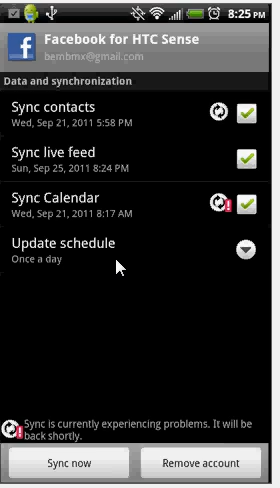 8:25 PM
Facebook for HTC Sense
bembmx@gmail.com
Data and synchronization
Sync contacts
Wed, Sep 21, 2011 5:58 PM
Sync live feed
Sun, Sep 25, 2011 8:24 PM
Sync Calendar
Wed, Sep 21, 2011 8:17 AM
Update schedule
Once a day
Sync is currently experiencing problems. It will be
back shortly.
Sync now
Remove account